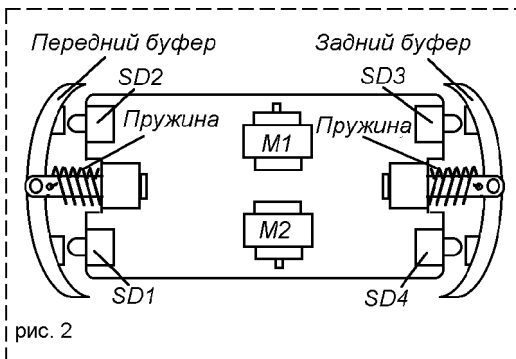 Передний буфер
Задний буфер
SD2
SD3
Пружина
Пружина
M1
M2
SD1
SD4
рис. 2